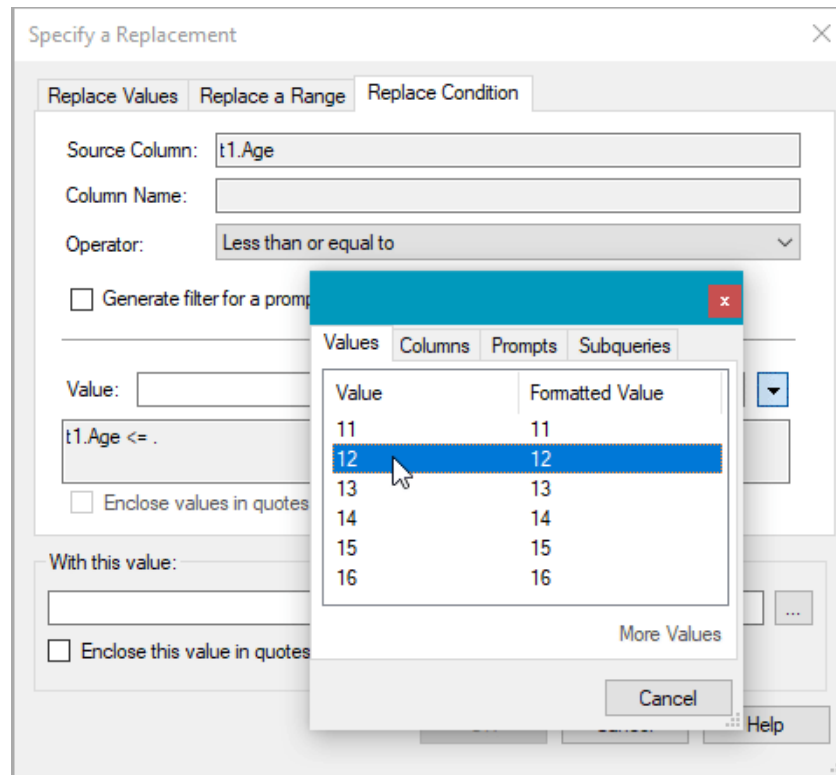 Specify a Replacement
Replace Values Replace a Range Replace Condition
Source Column: t1.Age
Column Name:
Operator: Less than or equal to
Generate filter for a
x
Values Columns Prompts Subqueries
Value:
Value Formatted Value
t1.Age <= .
11 11
12 12
13 13
14 14
15 15
16 16
Enclose values in quotes
With this value:
...
Enclose this value in quotes
More Values
Cancel
Help